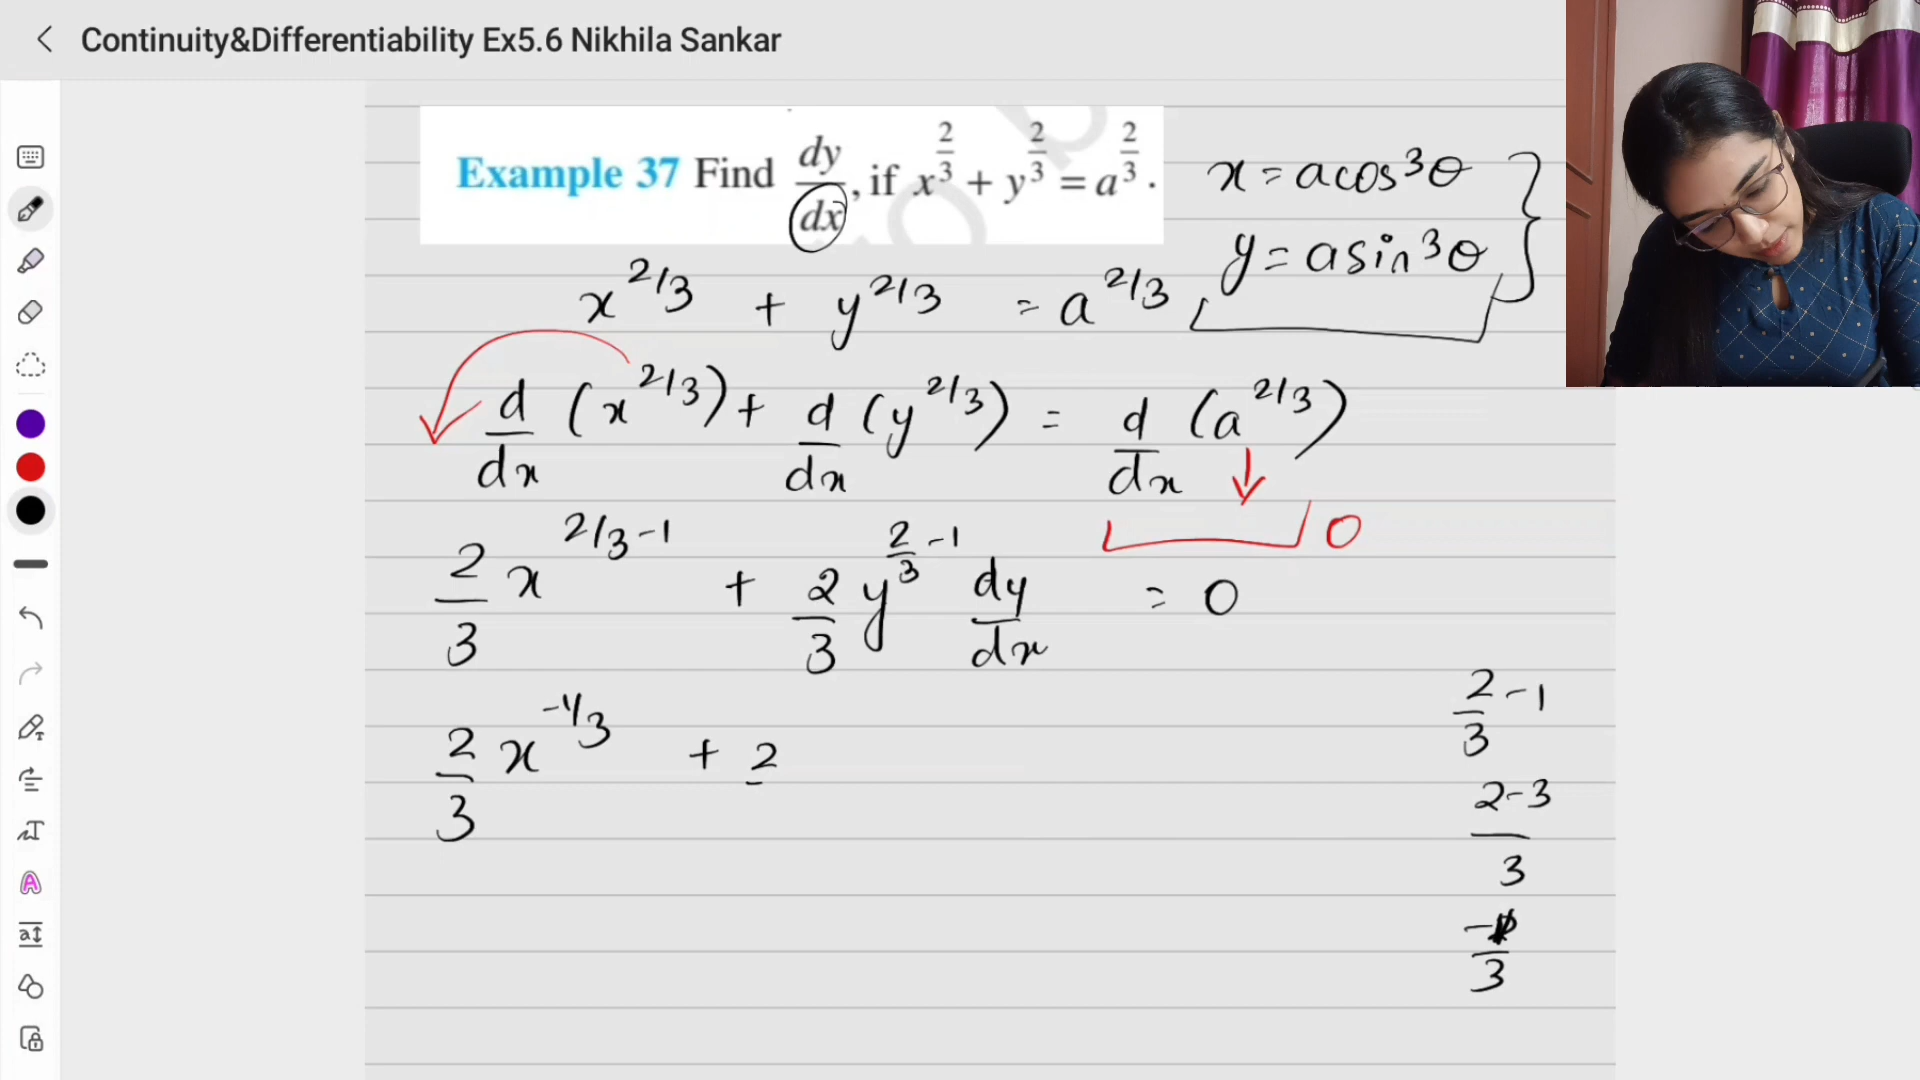 Continuity&Differentiability Ex5.6 Nikhila Sankar
Example 37 Find dy/dx, if x^(2/3) + y^(2/3) = a^(2/3).
x = acos³θ
y = asin³θ
x^(2/3) + y^(2/3) = a^(2/3)
d/dx (x^(2/3)) + d/dx (y^(2/3)) = d/dx (a^(2/3))
0
2/3 x^(2/3-1) + 2/3 y^(2/3-1) dy/dx = 0
2/3 x^(-1/3) + 2
2/3 - 1
2-3/3
-1/3